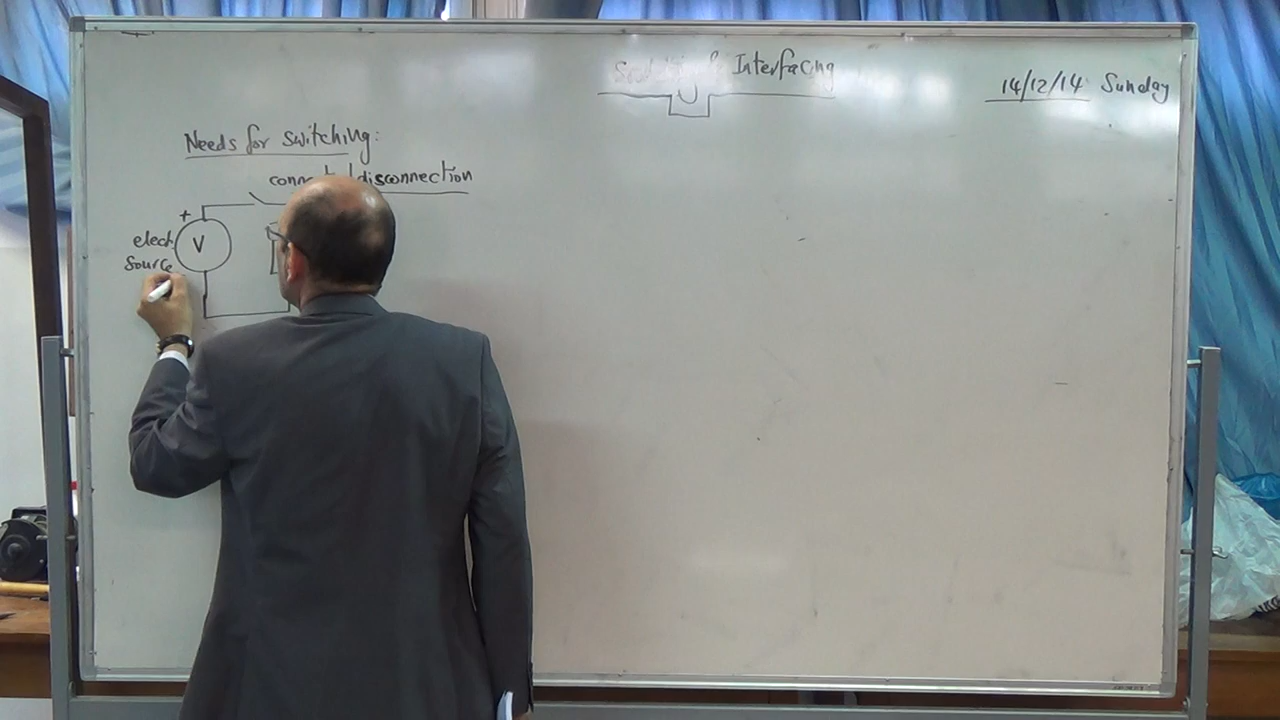 Interfacing
14/12/14 Sunday
Needs for switching:
disconnection
+
V
elect.
Source